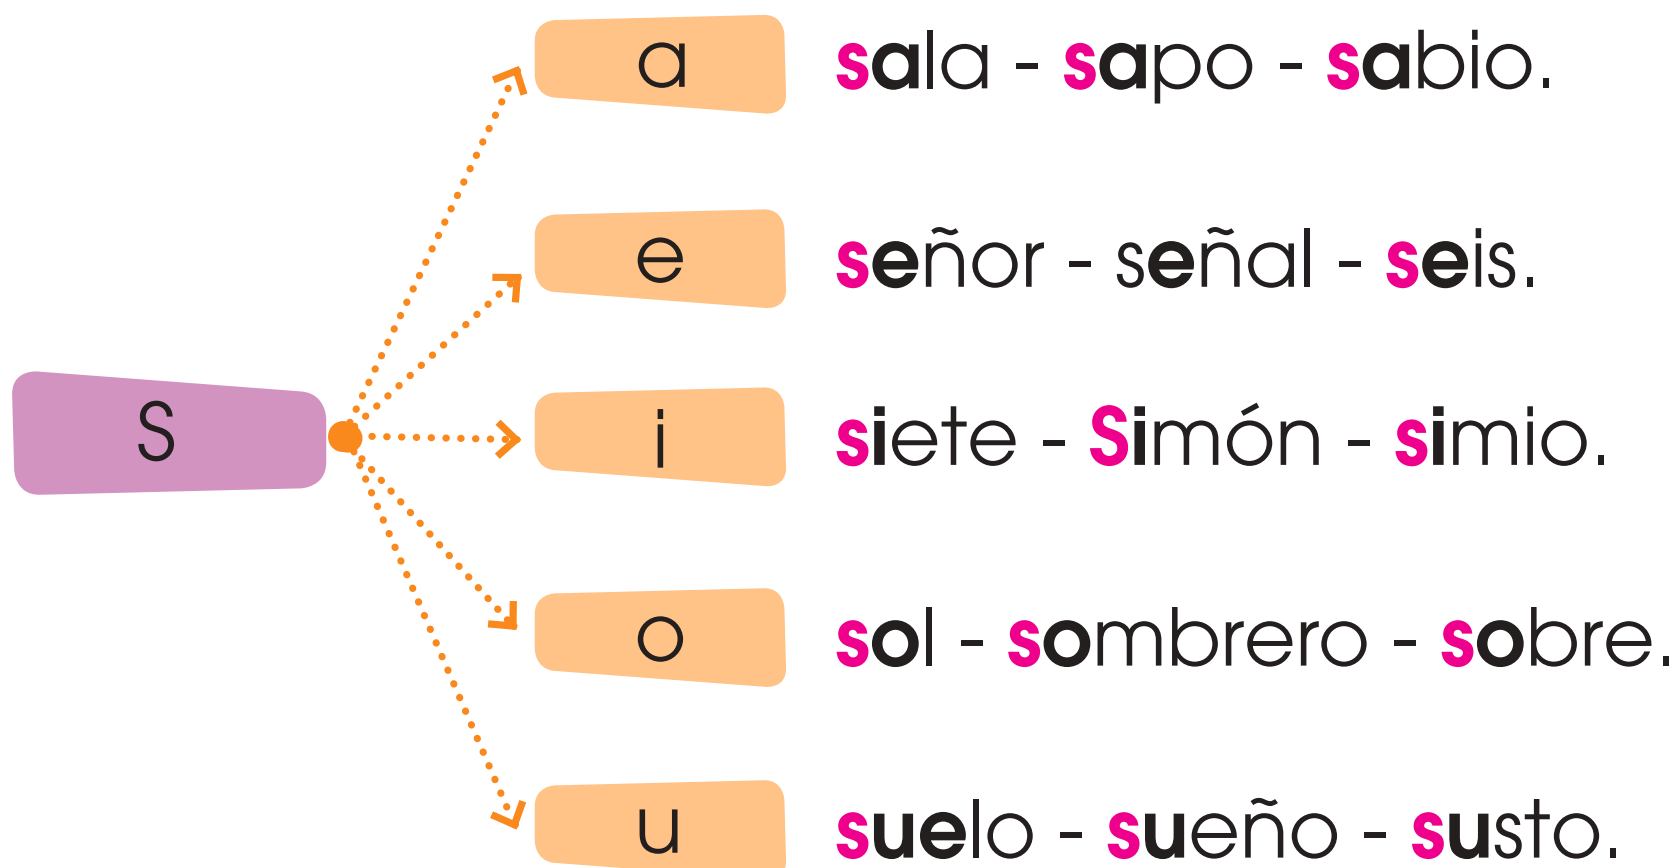 a sala - sapo - sabio.
e señor - señal - seis.
S
i siete - Simón - simio.
o sol - sombrero - sobre.
u suelo - sueño - susto.